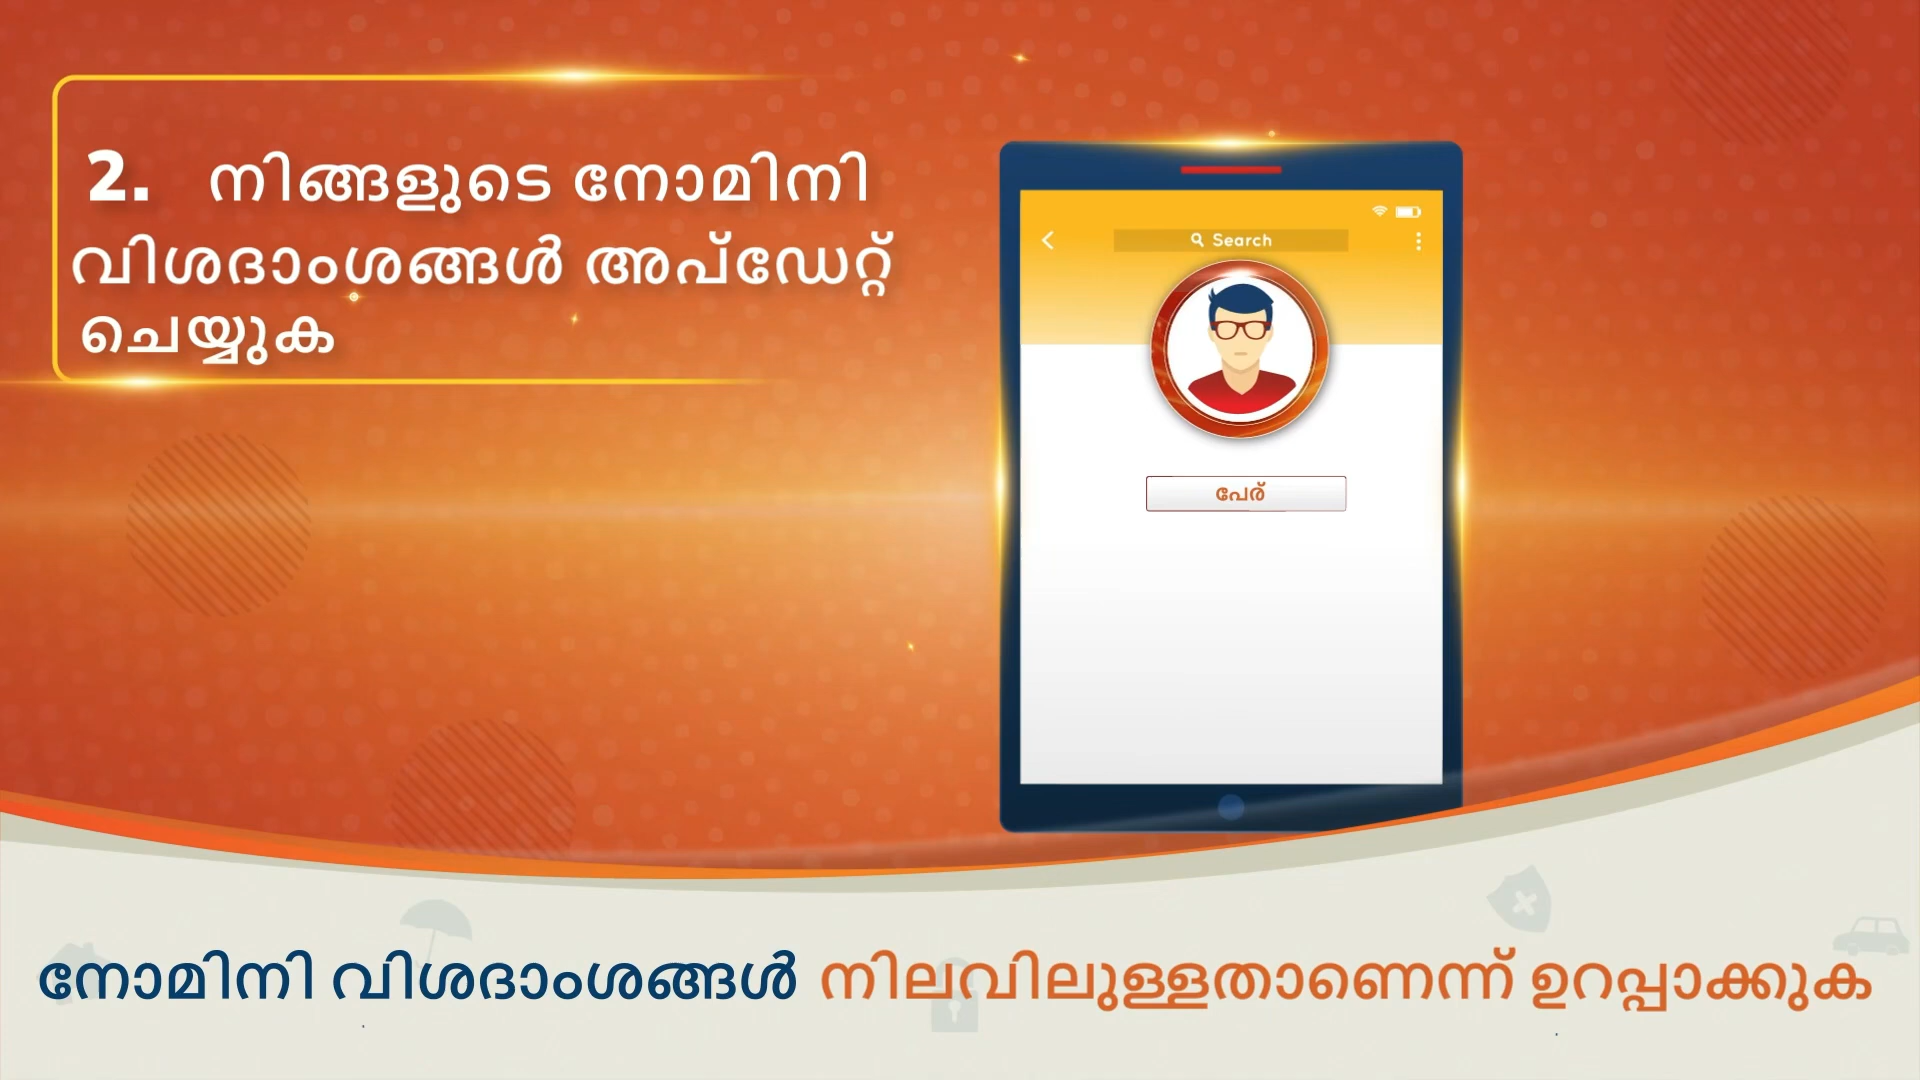 2. നിങ്ങളുടെ നോമിനി
വിശദാംശങ്ങൾ അപ്ഡേറ്റ്
ചെയ്യുക
Search
പേര്
നോമിനി വിശദാംശങ്ങൾ നിലവിലുള്ളതാണെന്ന് ഉറപ്പാക്കുക